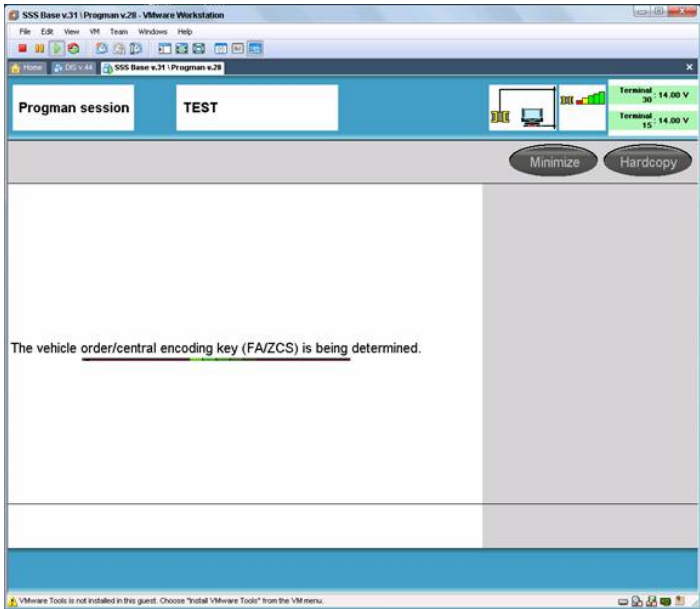 SSS Base v.31 \ Progman v.28 - VMware Workstation
File Edit View VM Team Windows Help
Home DIS v.44 SSS Base v.31 \ Progman v.28
Progman session
TEST
Terminal 30 : 14.00 V
Terminal 15 : 14.00 V
Minimize
Hardcopy
The vehicle order/central encoding key (FA/ZCS) is being determined.
VMware Tools is not installed in this guest. Choose "Install VMware Tools" from the VM menu.